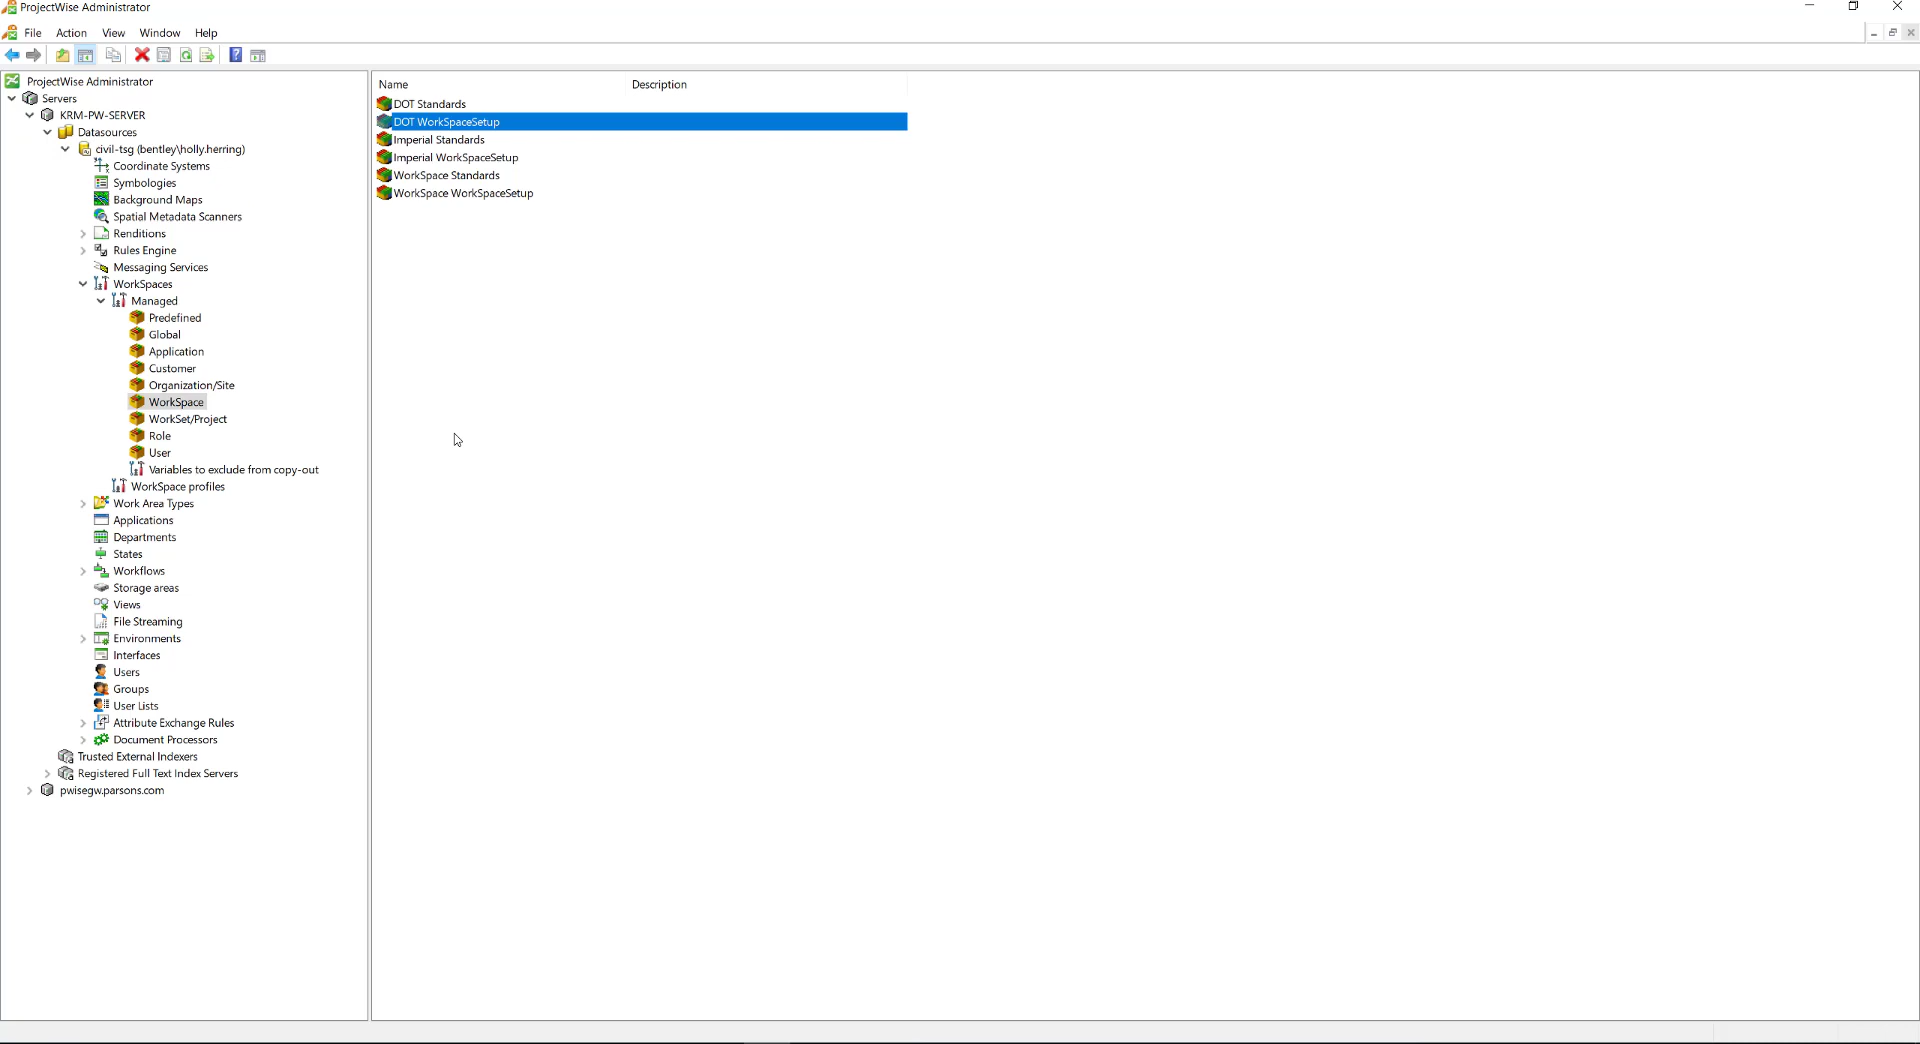 ProjectWise Administrator
File Action View Window Help
ProjectWise Administrator
Servers
KRM-PW-SERVER
Datasources
civil-tsg (bentley\holly.herring)
Coordinate Systems
Symbologies
Background Maps
Spatial Metadata Scanners
Renditions
Rules Engine
Messaging Services
WorkSpaces
Managed
Predefined
Global
Application
Customer
Organization/Site
WorkSpace
WorkSet/Project
Role
User
Variables to exclude from copy-out
WorkSpace profiles
Work Area Types
Applications
Departments
States
Workflows
Storage areas
Views
File Streaming
Environments
Interfaces
Users
Groups
User Lists
Attribute Exchange Rules
Document Processors
Trusted External Indexers
Registered Full Text Index Servers
pwisegw.parsons.com
Name Description
DOT Standards
DOT WorkSpaceSetup
Imperial Standards
Imperial WorkSpaceSetup
WorkSpace Standards
WorkSpace WorkSpaceSetup